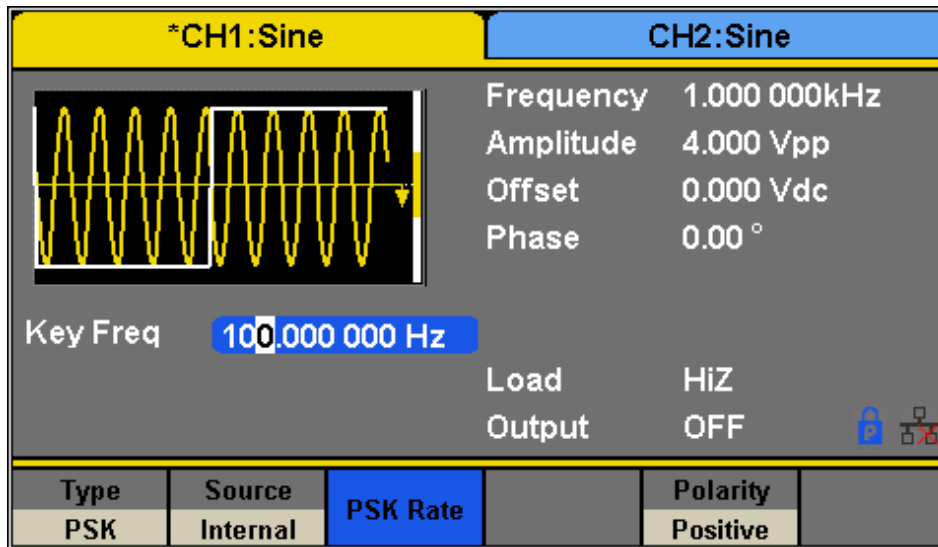 *CH1:Sine
CH2:Sine
Frequency 1.000 000kHz
Amplitude 4.000 Vpp
Offset 0.000 Vdc
Phase 0.00 °
Key Freq 100.000 000 Hz
Load HiZ
Output OFF
P
Type Source PSK Rate Polarity
PSK Internal Positive